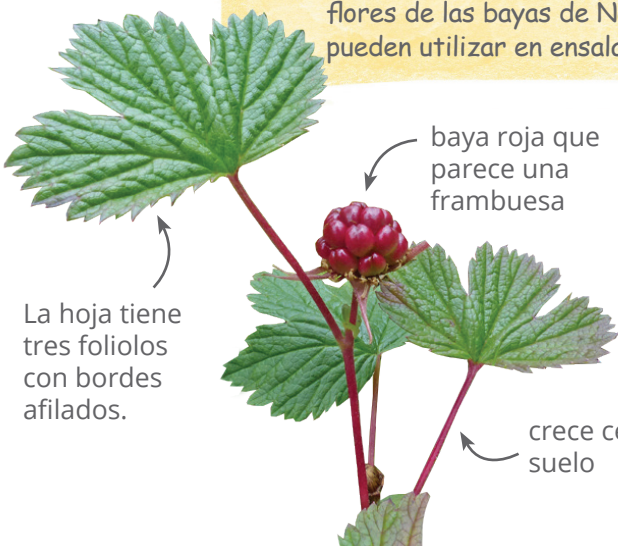 flores de las bayas de
pueden utilizar en
baya roja que
parece una
frambuesa
La hoja tiene
tres foliolos
con bordes
afilados.
crece
suelo